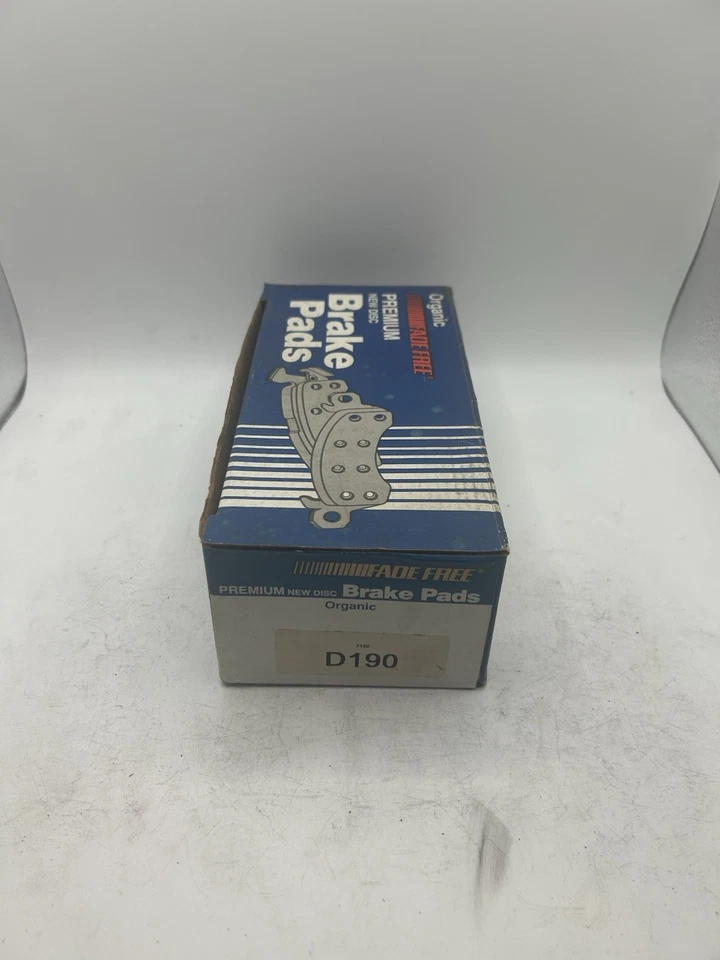 Organic
FADE FREE
PREMIUM
NEW DISC
Brake
Pads
FADE FREE®
PREMIUM NEW DISC Brake Pads
Organic
D190